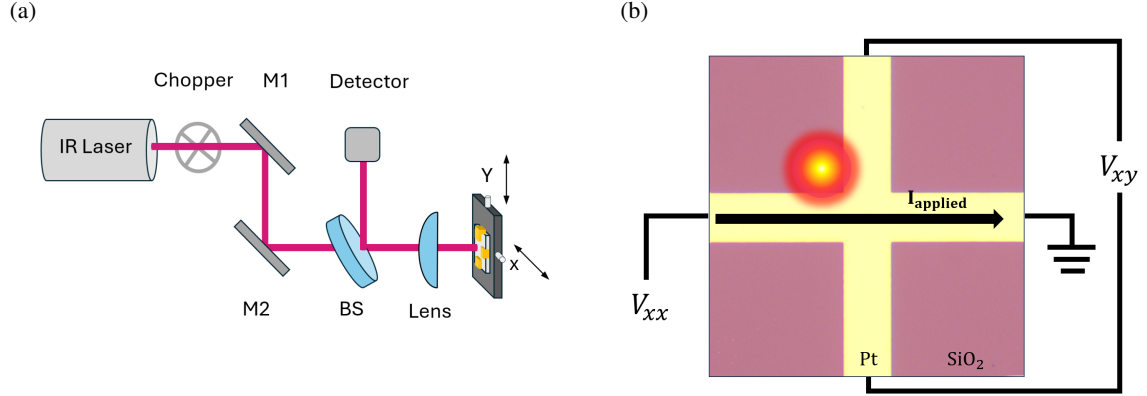 (a)
(b)
Chopper
M1
Detector
IR Laser
Y
X
M2
BS
Lens
I_applied
V_xy
V_xx
Pt
SiO₂